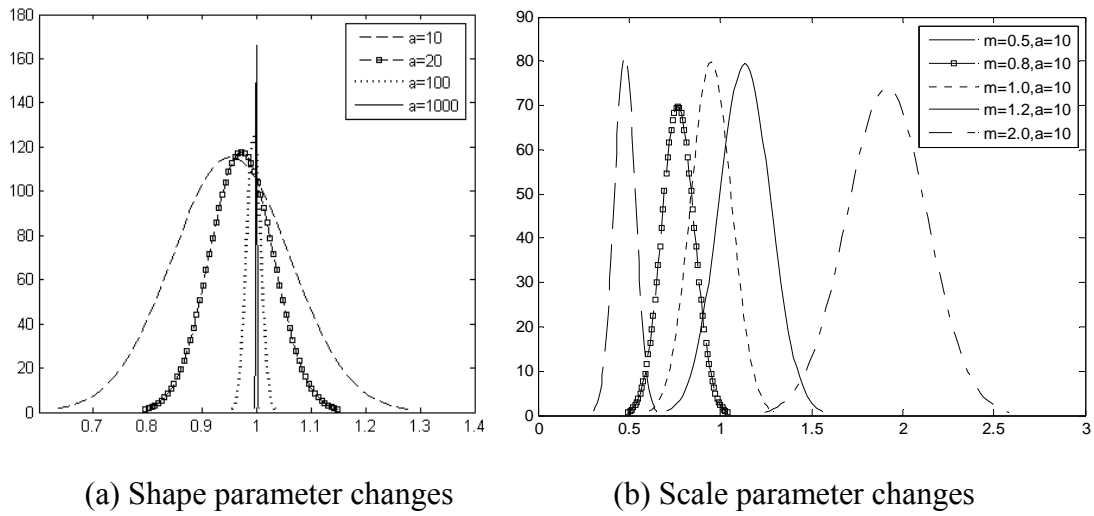 180
160
140
120
100
80
60
40
20
0
0.7 0.8 0.9 1 1.1 1.2 1.3 1.4
a=10
a=20
a=100
a=1000
(a) Shape parameter changes
90
80
70
60
50
40
30
20
10
0
0 0.5 1 1.5 2 2.5 3
m=0.5,a=10
m=0.8,a=10
m=1.0,a=10
m=1.2,a=10
m=2.0,a=10
(b) Scale parameter changes